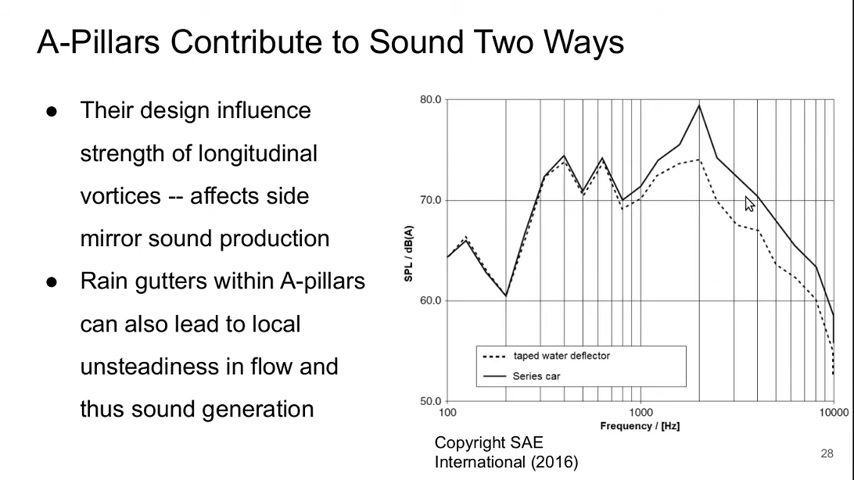 A-Pillars Contribute to Sound Two Ways
● Their design influence
strength of longitudinal
vortices -- affects side
mirror sound production
● Rain gutters within A-pillars
can also lead to local
unsteadiness in flow and
thus sound generation
80.0
70.0
60.0
50.0
SPL / dB(A)
taped water deflector
Series car
100
1000
10000
Frequency / [Hz]
Copyright SAE
International (2016)
28